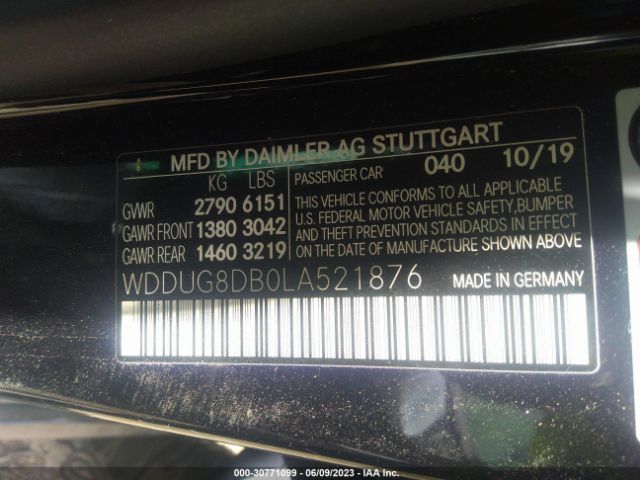 MFD BY DAIMLER AG STUTTGART
KG LBS
GVWR 2790 6151
GAWR FRONT 1380 3042
GAWR REAR 1460 3219
PASSENGER CAR 040 10/19
THIS VEHICLE CONFORMS TO ALL APPLICABLE
U.S. FEDERAL MOTOR VEHICLE SAFETY,BUMPER
AND THEFT PREVENTION STANDARDS IN EFFECT
ON THE DATE OF MANUFACTURE SHOWN ABOVE
WDDUG8DB0LA521876 MADE IN GERMANY
000-30771099 - 06/09/2023 - IAA Inc.